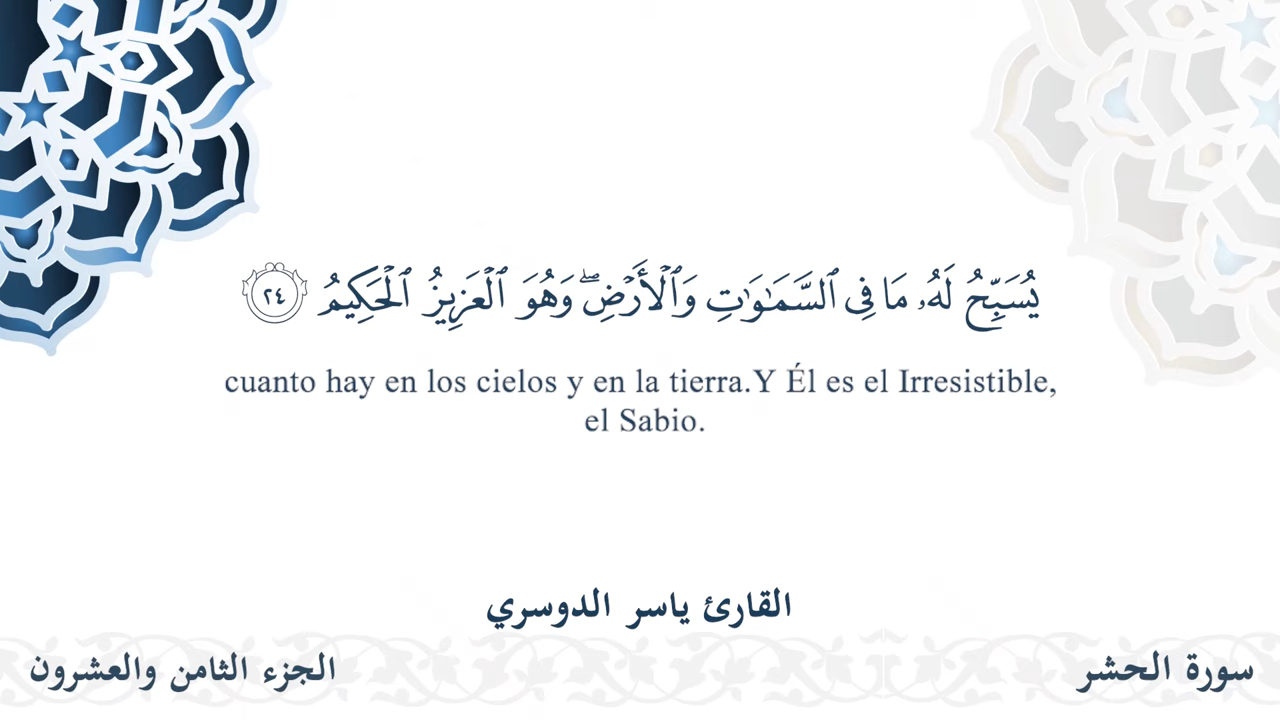 يُسَبِّحُ لَهُۥ مَا فِى ٱلسَّمَـٰوَٰتِ وَٱلْأَرْضِ ۖ وَهُوَ ٱلْعَزِيزُ ٱلْحَكِيمُ ٢٤
cuanto hay en los cielos y en la tierra.Y Él es el Irresistible,
el Sabio.
القارئ ياسر الدوسري
سورة الحشر
الجزء الثامن والعشرون